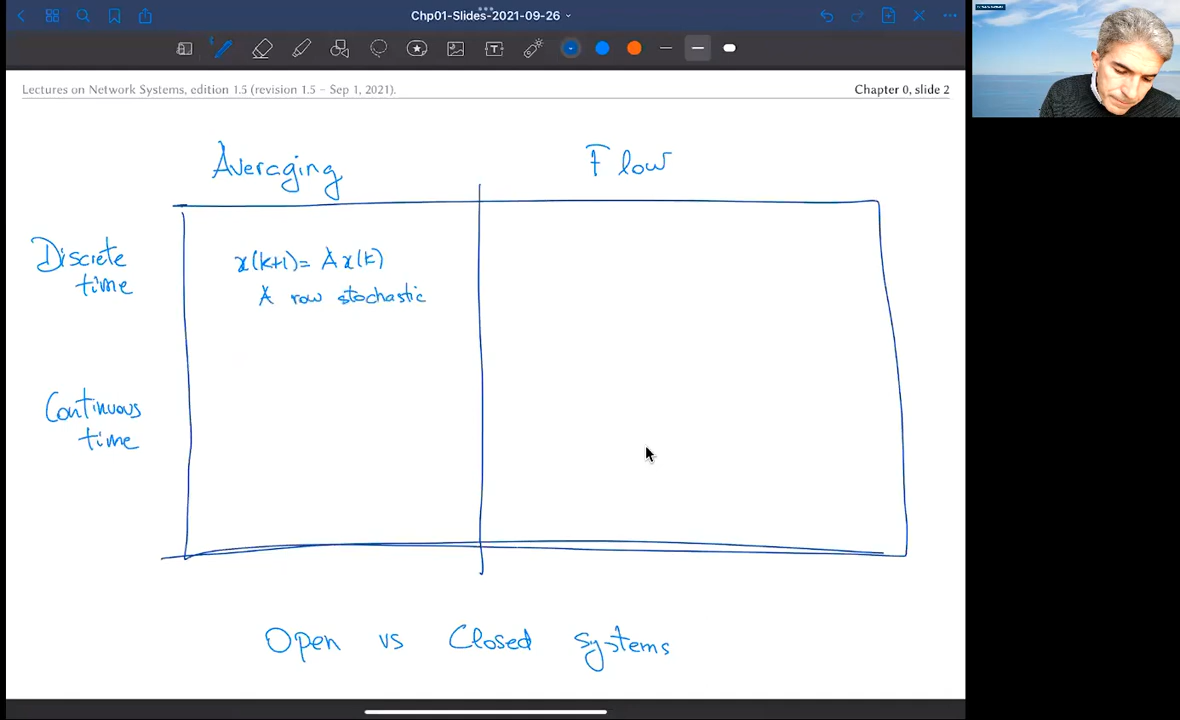 Chp01-Slides-2021-09-26
Lectures on Network Systems, edition 1.5 (revision 1.5 – Sep 1, 2021).
Chapter 0, slide 2
Averaging
Flow
Discrete
time
x(k+1)= A x(k)
A row stochastic
Continuous
time
Open vs Closed systems